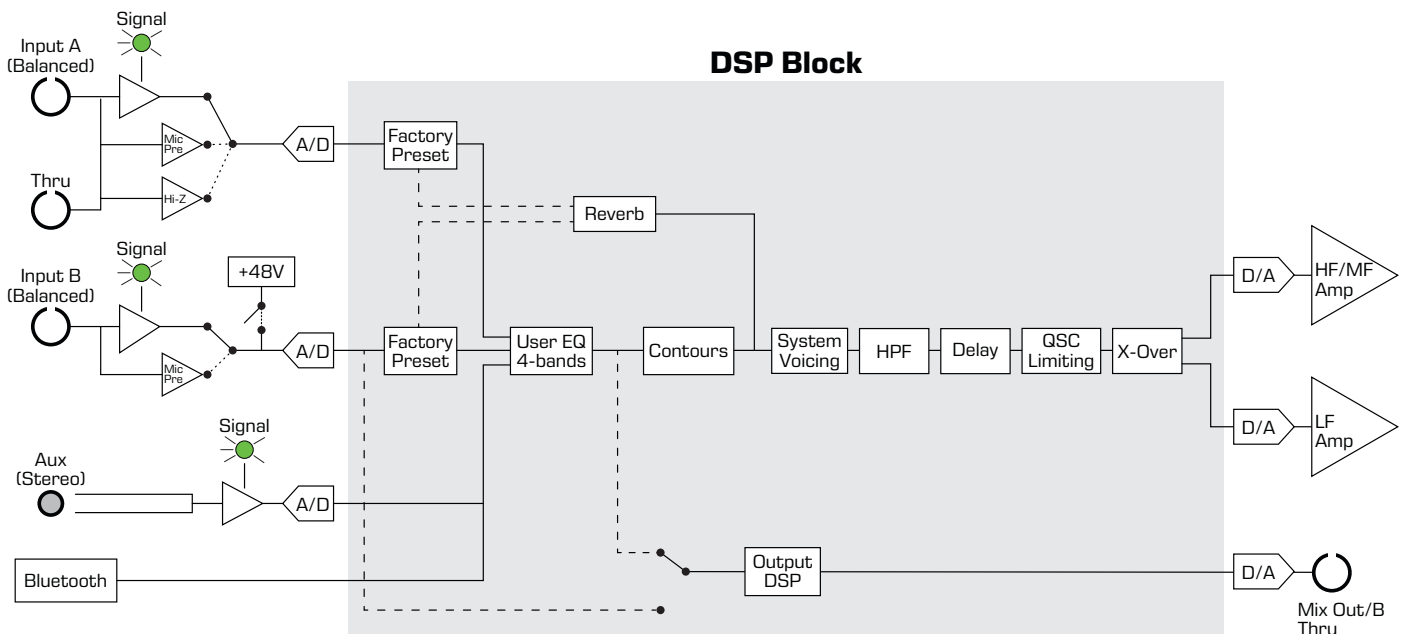 DSP Block
Signal
Input A
(Balanced)
Mic
Pre
Hi-Z
Thru
A/D
Factory
Preset
Reverb
Signal
Input B
(Balanced)
+48V
Mic
Pre
A/D
Factory
Preset
User EQ
4-bands
Contours
System
Voicing
HPF
Delay
QSC
Limiting
X-Over
D/A
HF/MF
Amp
D/A
LF
Amp
Signal
Aux
(Stereo)
A/D
Bluetooth
Output
DSP
D/A
Mix Out/B
Thru